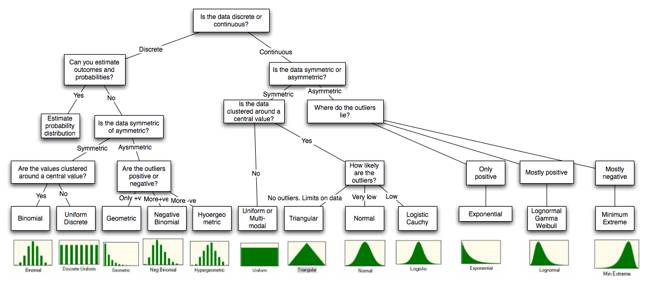 Is the data discrete or
continuous?
Discrete
Continuous
Can you estimate
outcomes and
probabilities?
Is the data symmetric or
asymmetric?
Yes
No
Symmetric
Asymmetric
Estimate
probability
distribution
Is the data symmetric
of asymmetric?
Is the data
clustered around a
central value?
Where do the outliers
lie?
Symmetric
Aysmmetric
No
Yes
Are the values clustered
around a central value?
Are the outliers
positive or
negative?
How likely
are the
outliers?
Only
positive
Mostly positive
Mostly
negative
Yes
No
Only +v
More+ve
More -ve
No outliers. Limits on data
Very low
Low
Binomial
Uniform
Discrete
Geometric
Negative
Binomial
Hyoergeo
metric
Uniform or
Multi-
modal
Triangular
Normal
Logistic
Cauchy
Exponential
Lognormal
Gamma
Weibull
Minimum
Extreme
Binomial
Discrete Uniform
Geometric
Neg Binomial
Hypergeometric
Uniform
Triangular
Normal
Logistic
Exponential
Lognormal
Min Extreme